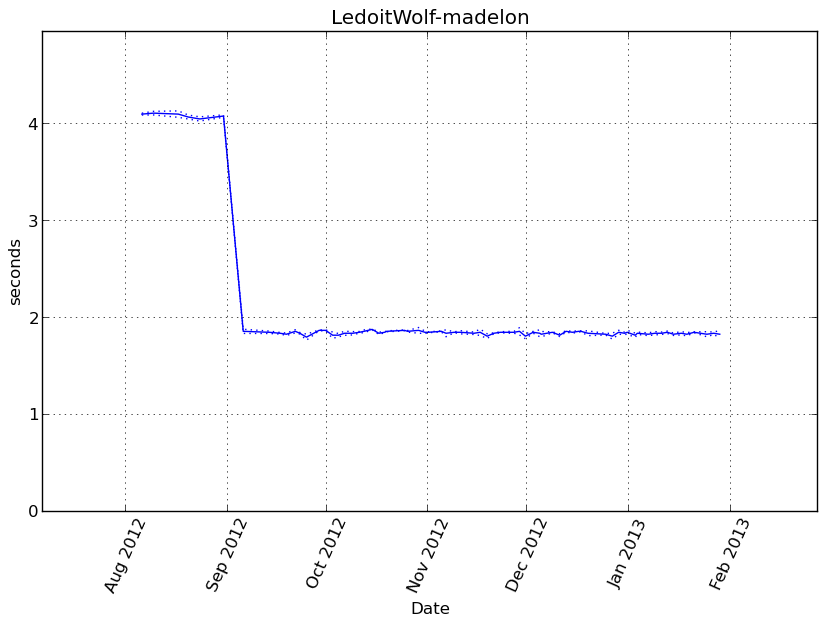 LedoitWolf-madelon
4
3
2
1
0
seconds
Aug 2012
Sep 2012
Oct 2012
Nov 2012
Dec 2012
Jan 2013
Feb 2013
Date